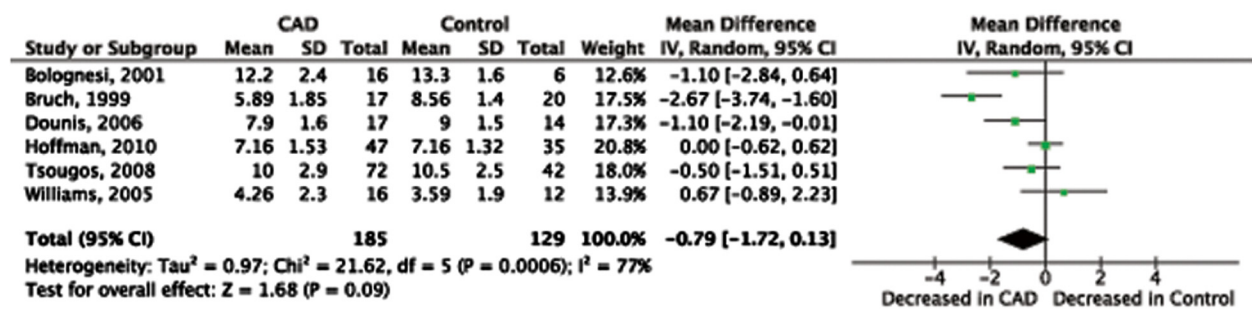 CAD Control Mean Difference Mean Difference
Study or Subgroup Mean SD Total Mean SD Total Weight IV, Random, 95% CI IV, Random, 95% CI
Bolognesi, 2001 12.2 2.4 16 13.3 1.6 6 12.6% -1.10 [-2.84, 0.64]
Bruch, 1999 5.89 1.85 17 8.56 1.4 20 17.5% -2.67 [-3.74, -1.60]
Dounis, 2006 7.9 1.6 17 9 1.5 14 17.3% -1.10 [-2.19, -0.01]
Hoffman, 2010 7.16 1.53 47 7.16 1.32 35 20.8% 0.00 [-0.62, 0.62]
Tsougos, 2008 10 2.9 72 10.5 2.5 42 18.0% -0.50 [-1.51, 0.51]
Williams, 2005 4.26 2.3 16 3.59 1.9 12 13.9% 0.67 [-0.89, 2.23]
Total (95% CI) 185 129 100.0% -0.79 [-1.72, 0.13]
Heterogeneity: Tau² = 0.97; Chi² = 21.62, df = 5 (P = 0.0006); I² = 77%
Test for overall effect: Z = 1.68 (P = 0.09)
-4 -2 0 2 4
Decreased in CAD Decreased in Control